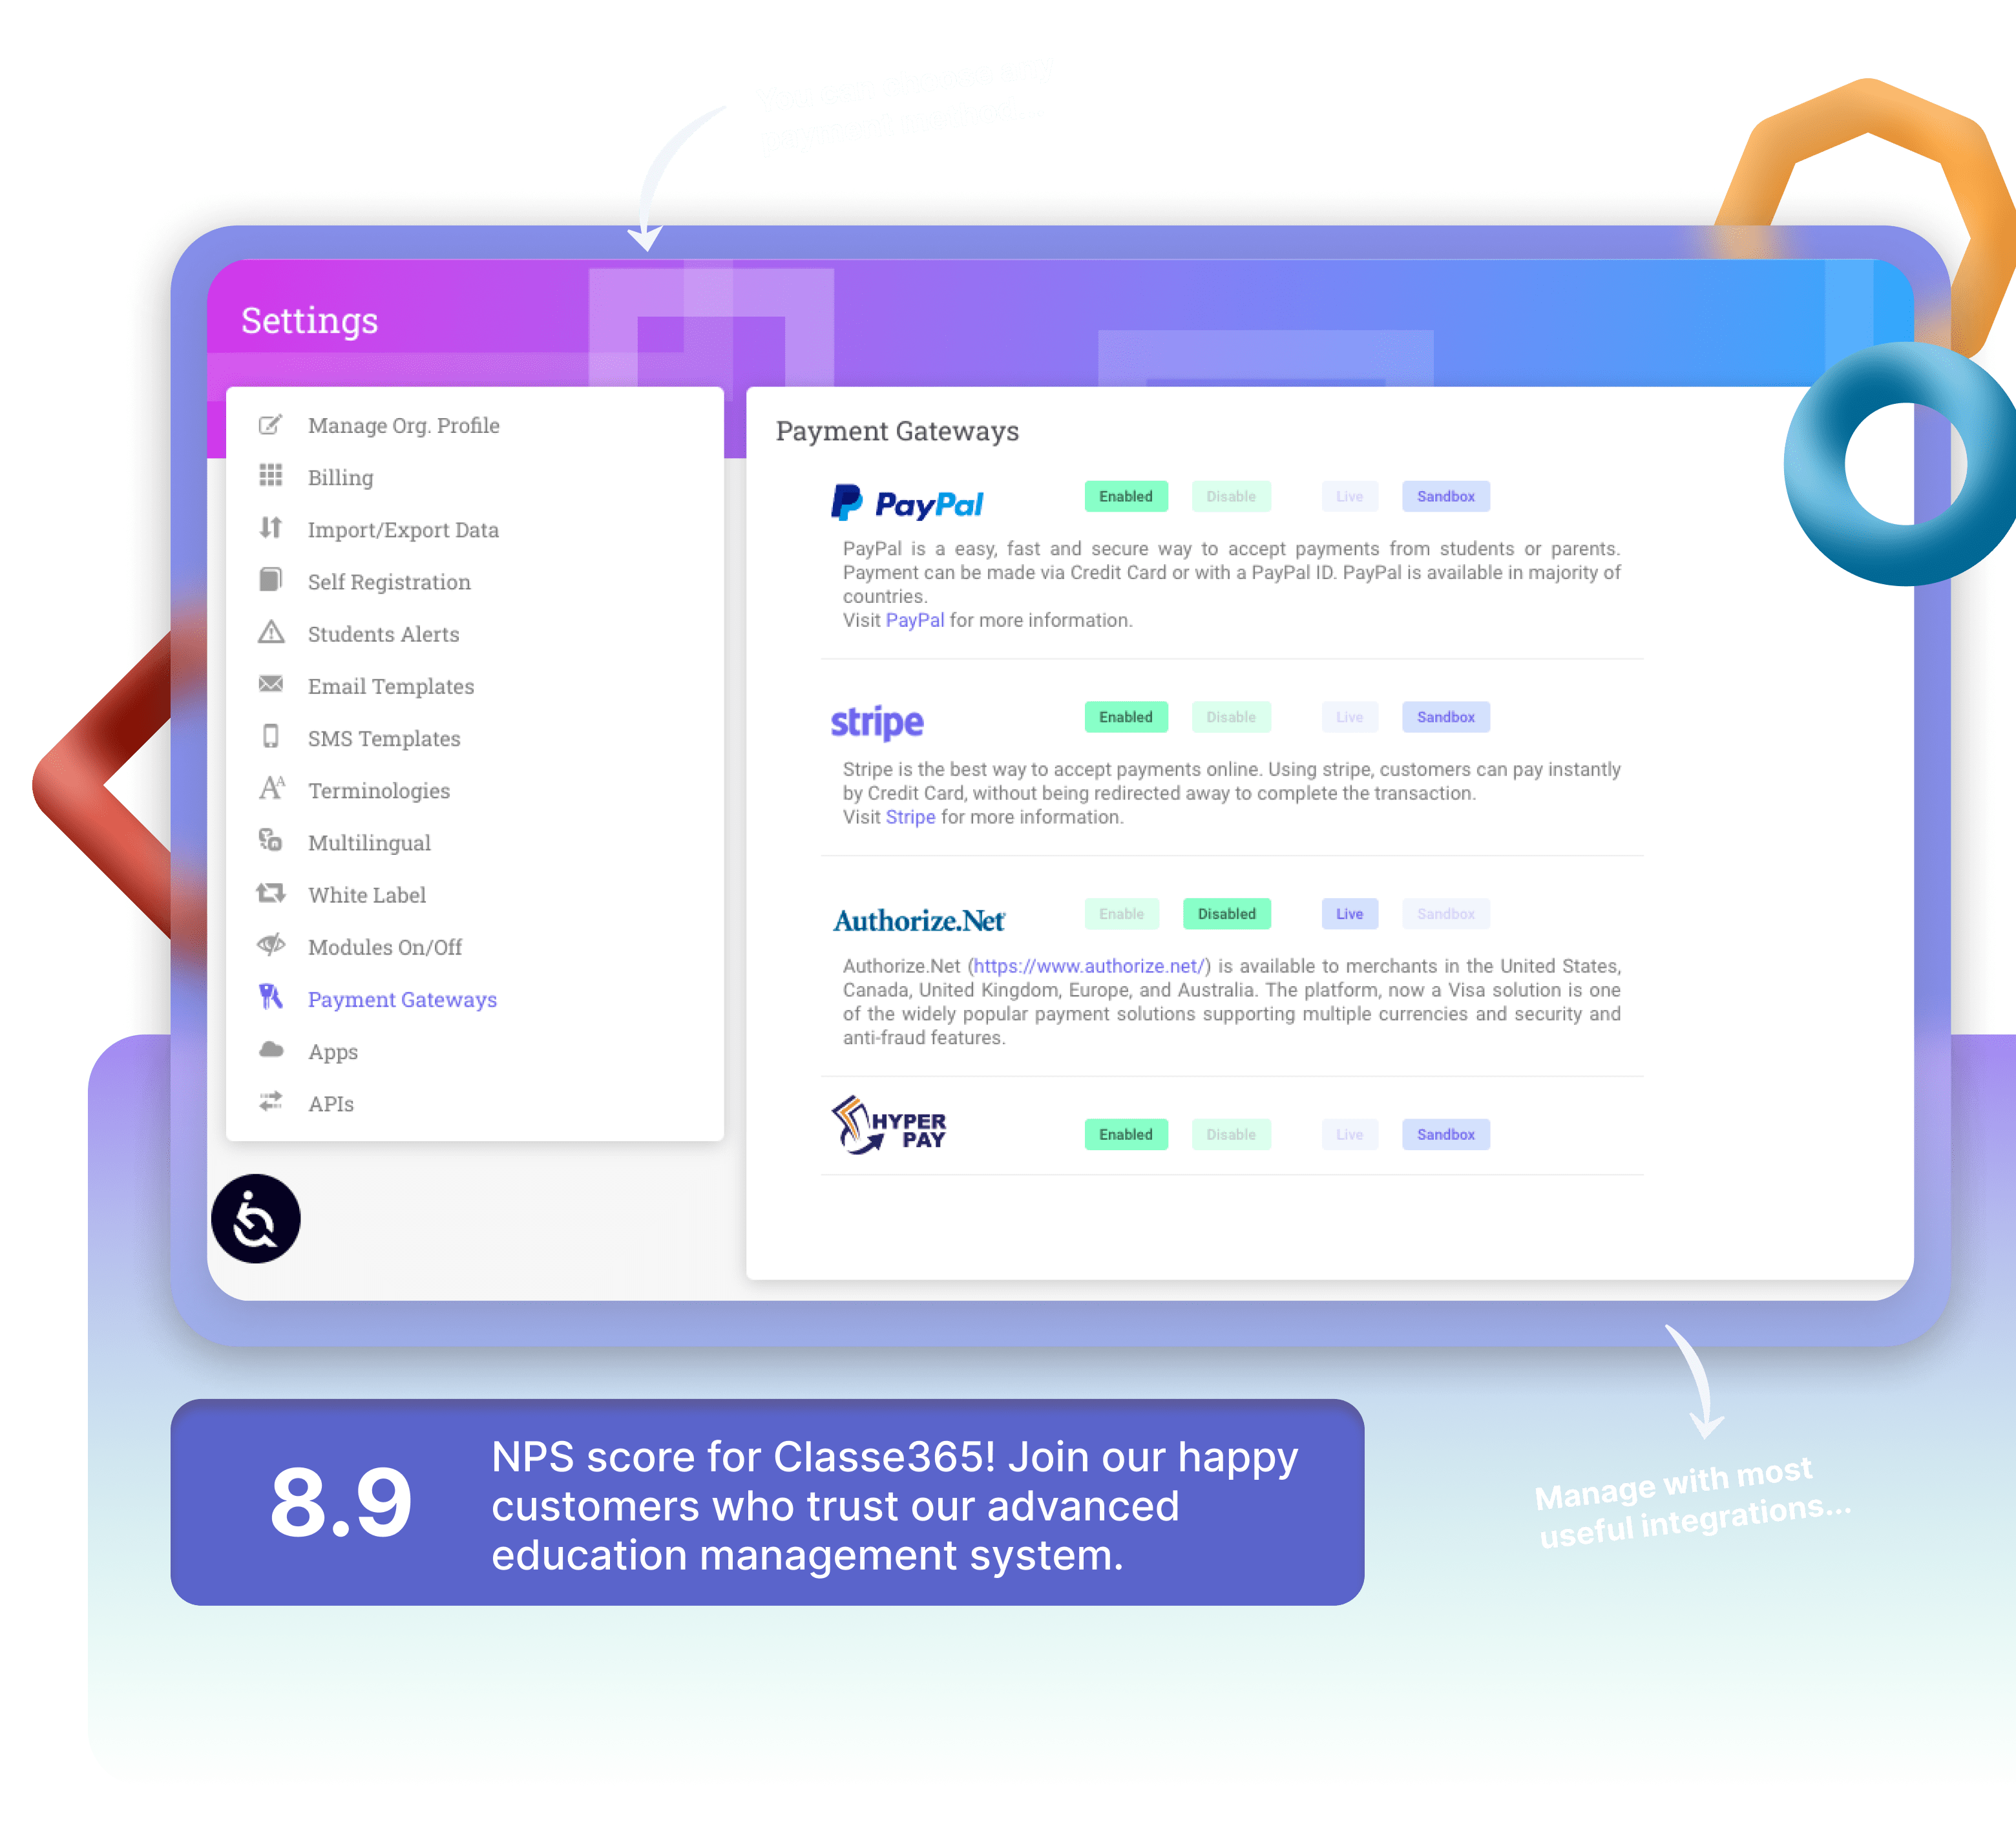 Settings
Manage Org. Profile
Billing
Import/Export Data
Self Registration
Students Alerts
Email Templates
SMS Templates
Terminologies
Multilingual
White Label
Modules On/Off
Payment Gateways
Apps
APIs
Payment Gateways
PayPal
Enabled Disable Live Sandbox
PayPal is a easy, fast and secure way to accept payments from students or parents.
Payment can be made via Credit Card or with a PayPal ID. PayPal is available in majority of
countries.
Visit PayPal for more information.
stripe
Enabled Disable Live Sandbox
Stripe is the best way to accept payments online. Using stripe, customers can pay instantly
by Credit Card, without being redirected away to complete the transaction.
Visit Stripe for more information.
Authorize.Net
Enable Disabled Live Sandbox
Authorize.Net (https://www.authorize.net/) is available to merchants in the United States,
Canada, United Kingdom, Europe, and Australia. The platform, now a Visa solution is one
of the widely popular payment solutions supporting multiple currencies and security and
anti-fraud features.
HYPER
PAY
Enabled Disable Live Sandbox
8.9
NPS score for Classe365! Join our happy
customers who trust our advanced
education management system.
Manage with most
useful integrations...